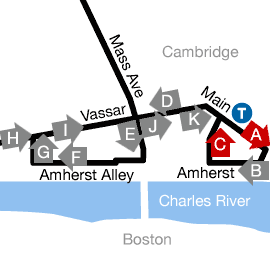 Cambridge
Mass Ave
Main
Vassar
D
T
K
A
H
I
E
J
C
G
F
B
Amherst Alley
Amherst
Charles River
Boston